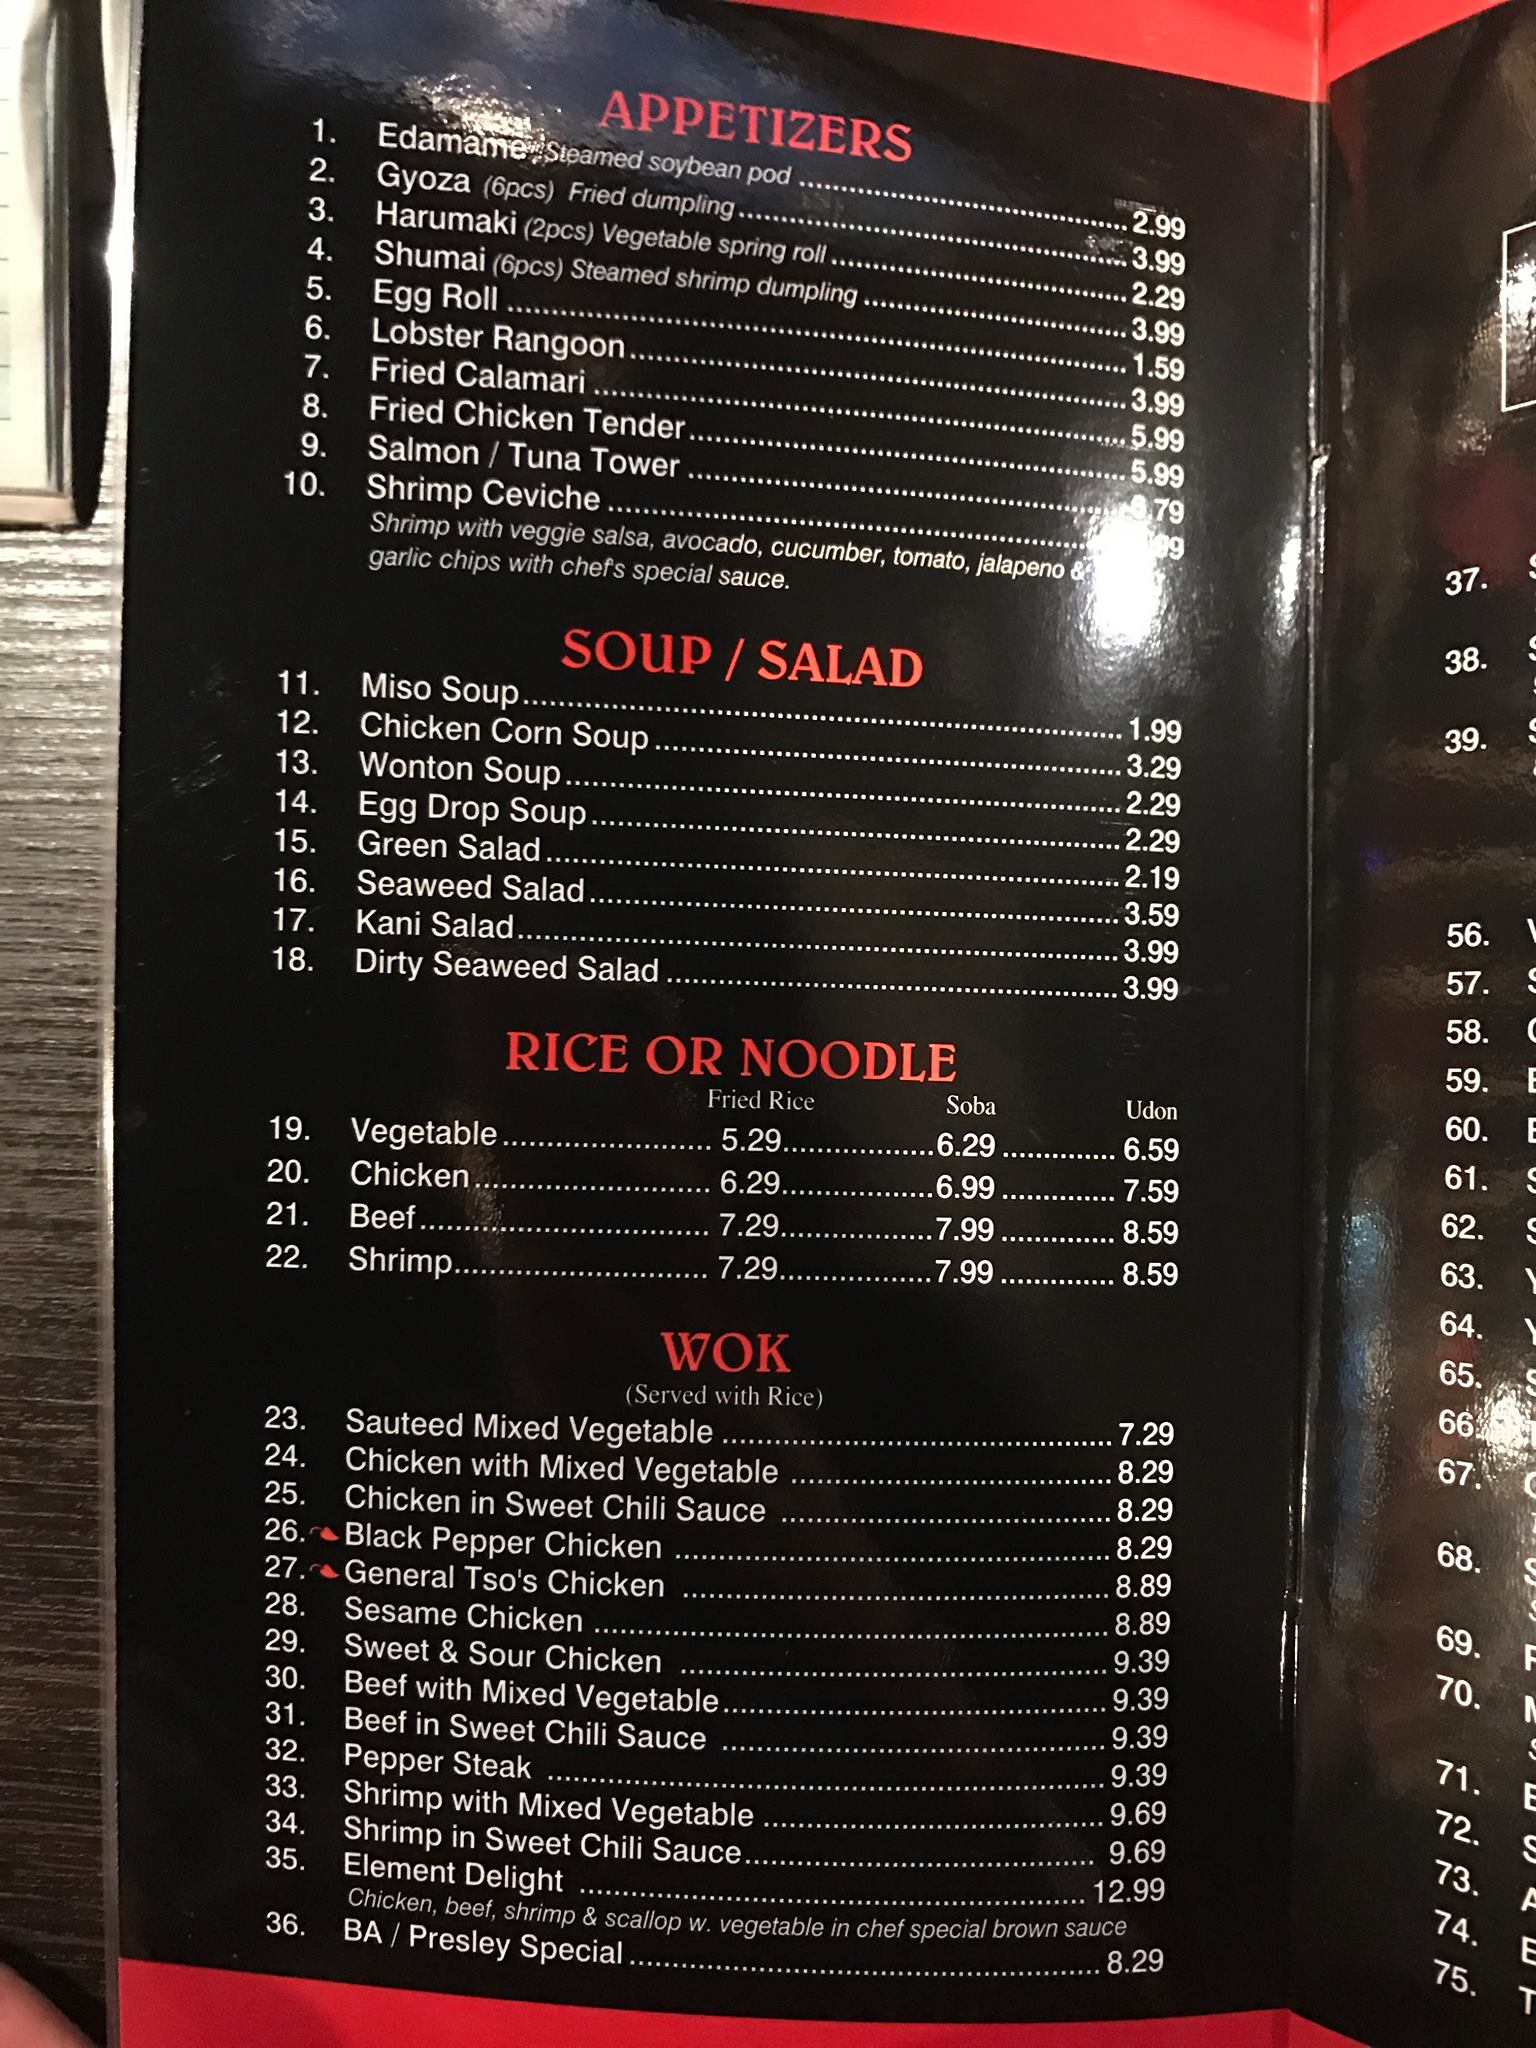 APPETIZERS
1. Edamame Steamed soybean pod 2.99
2. Gyoza (6pcs) Fried dumpling 3.99
3. Harumaki (2pcs) Vegetable spring roll 2.29
4. Shumai (6pcs) Steamed shrimp dumpling 3.99
5. Egg Roll 1.59
6. Lobster Rangoon 3.99
7. Fried Calamari 5.99
8. Fried Chicken Tender 5.99
9. Salmon / Tuna Tower
10. Shrimp Ceviche
Shrimp with veggie salsa, avocado, cucumber, tomato, jalapeno &
garlic chips with chef's special sauce.
SOUP / SALAD
11. Miso Soup 1.99
12. Chicken Corn Soup 3.29
13. Wonton Soup 2.29
14. Egg Drop Soup 2.29
15. Green Salad 2.19
16. Seaweed Salad 3.59
17. Kani Salad 3.99
18. Dirty Seaweed Salad 3.99
RICE OR NOODLE
Fried Rice Soba Udon
19. Vegetable 5.29 6.29 6.59
20. Chicken 6.29 6.99 7.59
21. Beef 7.29 7.99 8.59
22. Shrimp 7.29 7.99 8.59
WOK
(Served with Rice)
23. Sauteed Mixed Vegetable 7.29
24. Chicken with Mixed Vegetable 8.29
25. Chicken in Sweet Chili Sauce 8.29
26. Black Pepper Chicken 8.29
27. General Tso's Chicken 8.89
28. Sesame Chicken 8.89
29. Sweet & Sour Chicken 9.39
30. Beef with Mixed Vegetable 9.39
31. Beef in Sweet Chili Sauce 9.39
32. Pepper Steak 9.39
33. Shrimp with Mixed Vegetable 9.69
34. Shrimp in Sweet Chili Sauce 9.69
35. Element Delight 12.99
Chicken, beef, shrimp & scallop w. vegetable in chef special brown sauce
36. BA / Presley Special 8.29
37.
38.
39.
56.
57.
58.
59.
60.
61.
62.
63.
64.
65.
66
67.
68.
69.
70.
71.
72.
73.
74.
75.